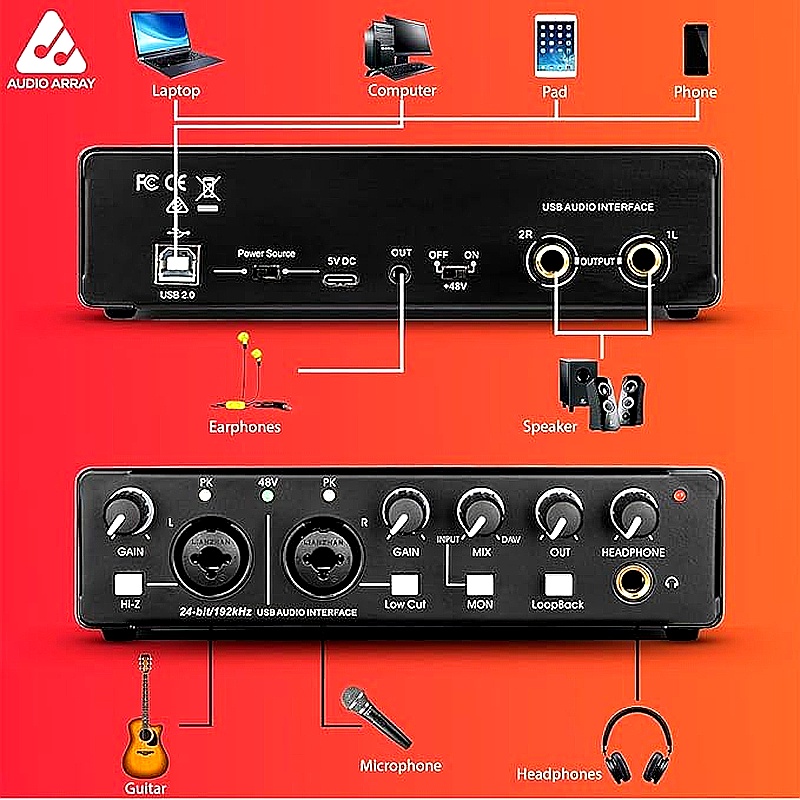 AUDIO ARRAY
Laptop
Computer
Pad
Phone
FC CE
USB AUDIO INTERFACE
2R
1L
OUTPUT
Power Source
5V DC
OUT
OFF ON
+48V
USB 2.0
Earphones
Speaker
PK
48V
PK
L
R
GAIN
LIANZHAN
LIANZHAN
GAIN
INPUT
MIX
DAW
OUT
HEADPHONE
HI-Z
24-bit/192kHz USB AUDIO INTERFACE
Low Cut
MON
LoopBack
Guitar
Microphone
Headphones